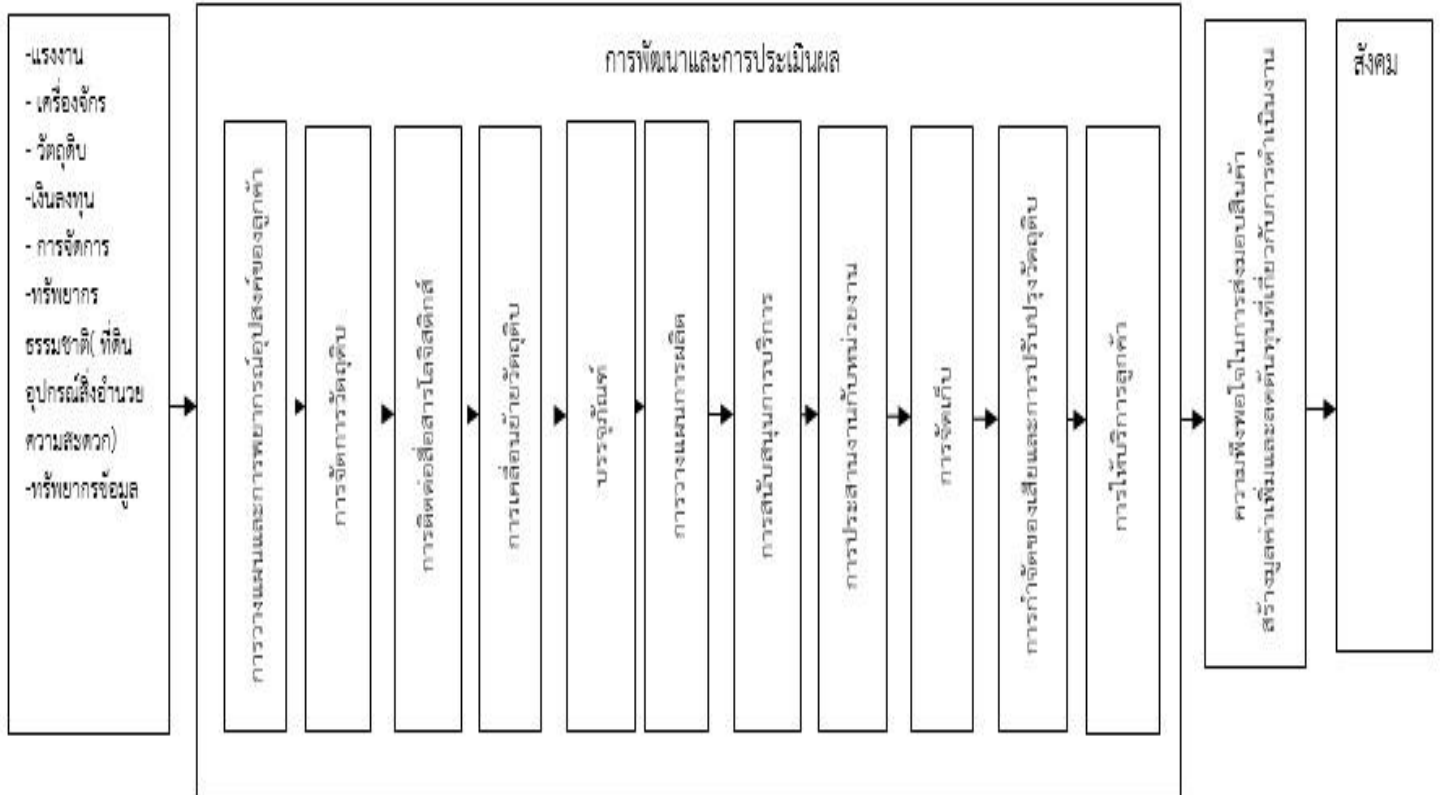 -แรงงาน
- เครื่องจักร
- วัตถุดิบ
-เงินลงทุน
- การจัดการ
-ทรัพยากร
ธรรมชาติ( ที่ดิน
อุปกรณ์สิ่งอำนวย
ความสะดวก)
-ทรัพยากรข้อมูล
การพัฒนาและการประเมินผล
การวางแผนและการพยากรณ์อุปสงค์ของลูกค้า
การจัดการวัตถุดิบ
การติดต่อสื่อสารโลจิสติกส์
การเคลื่อนย้ายวัตถุดิบ
บรรจุภัณฑ์
การวางแผนการผลิต
การสนับสนุนการบริการ
การประสานงานกับหน่วยงาน
การจัดเก็บ
การกำจัดของเสียและการปรับปรุงวัตถุดิบ
การให้บริการลูกค้า
ความพึงพอใจในการส่งมอบสินค้า
สร้างมูลค่าเพิ่มและลดต้นทุนที่เกี่ยวกับการดำเนินงาน
สังคม